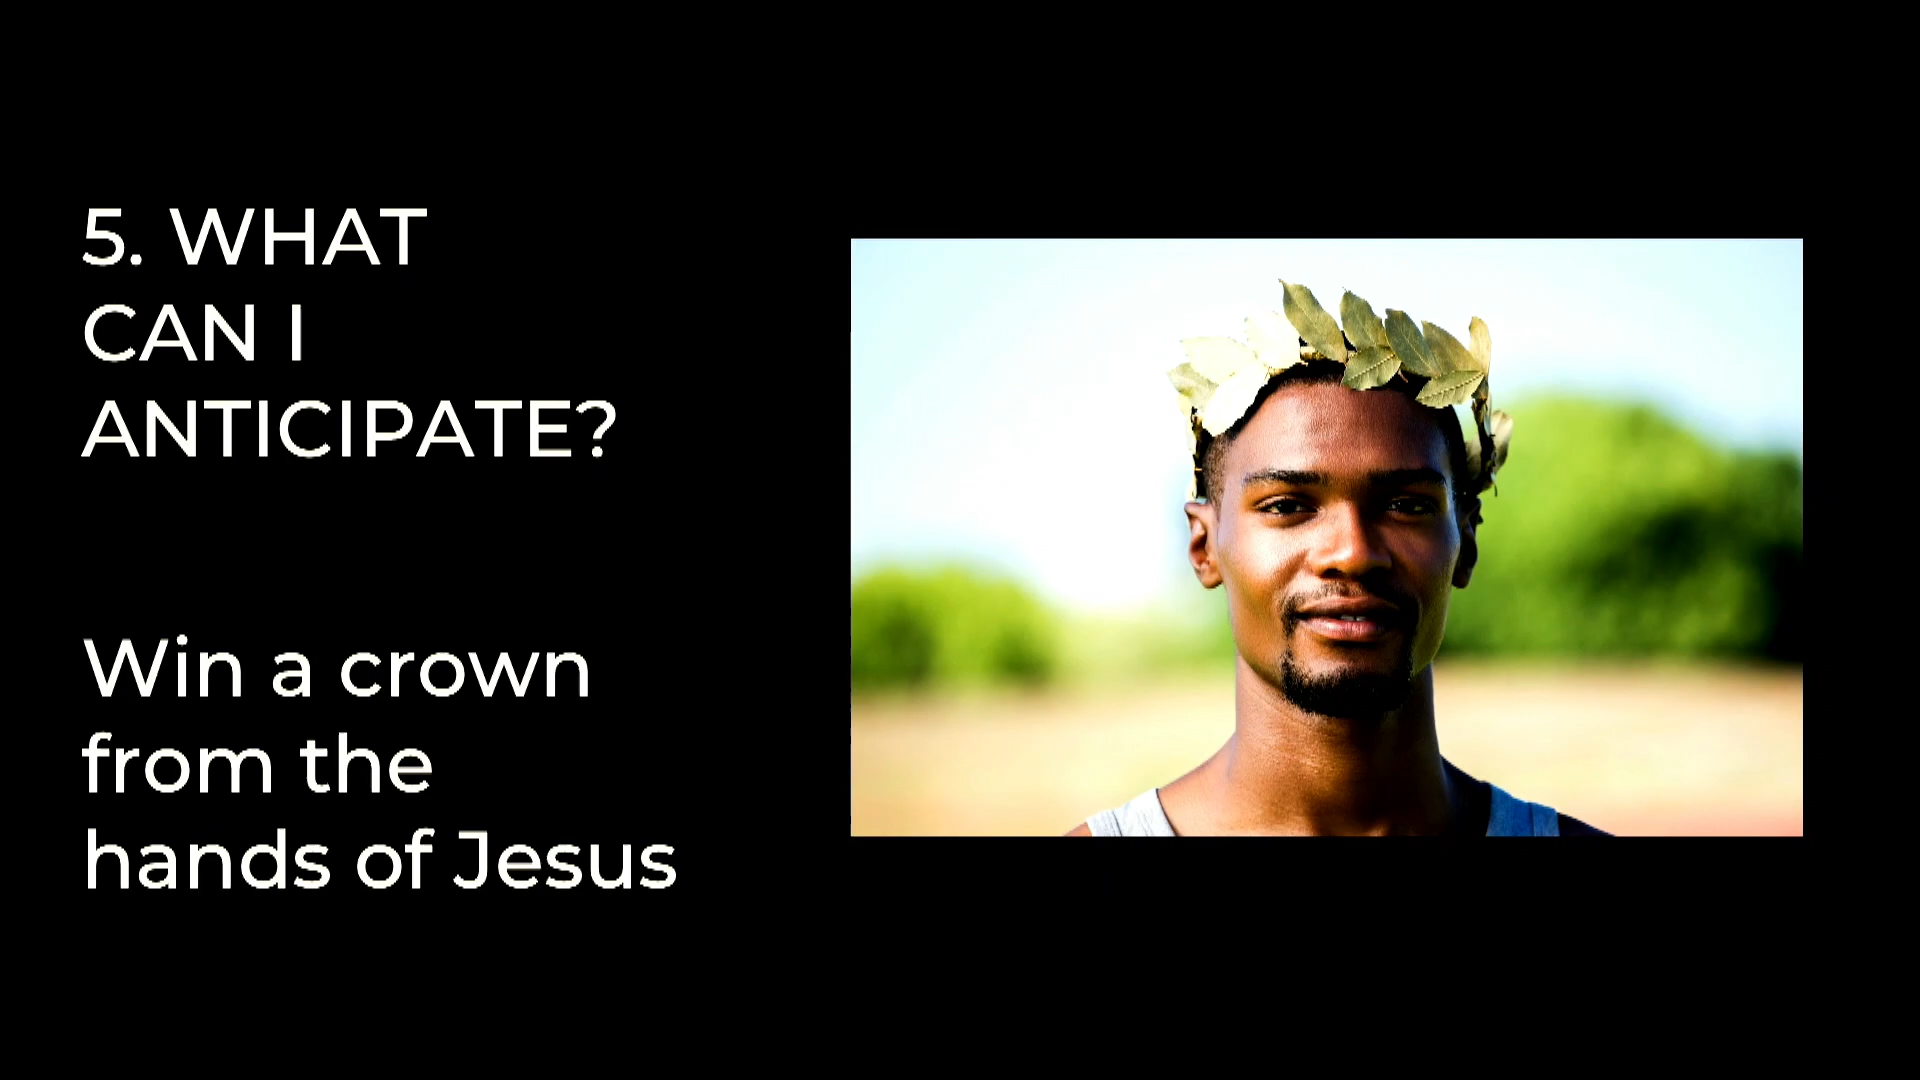 5. WHAT
CAN I
ANTICIPATE?
Win a crown
from the
hands of Jesus